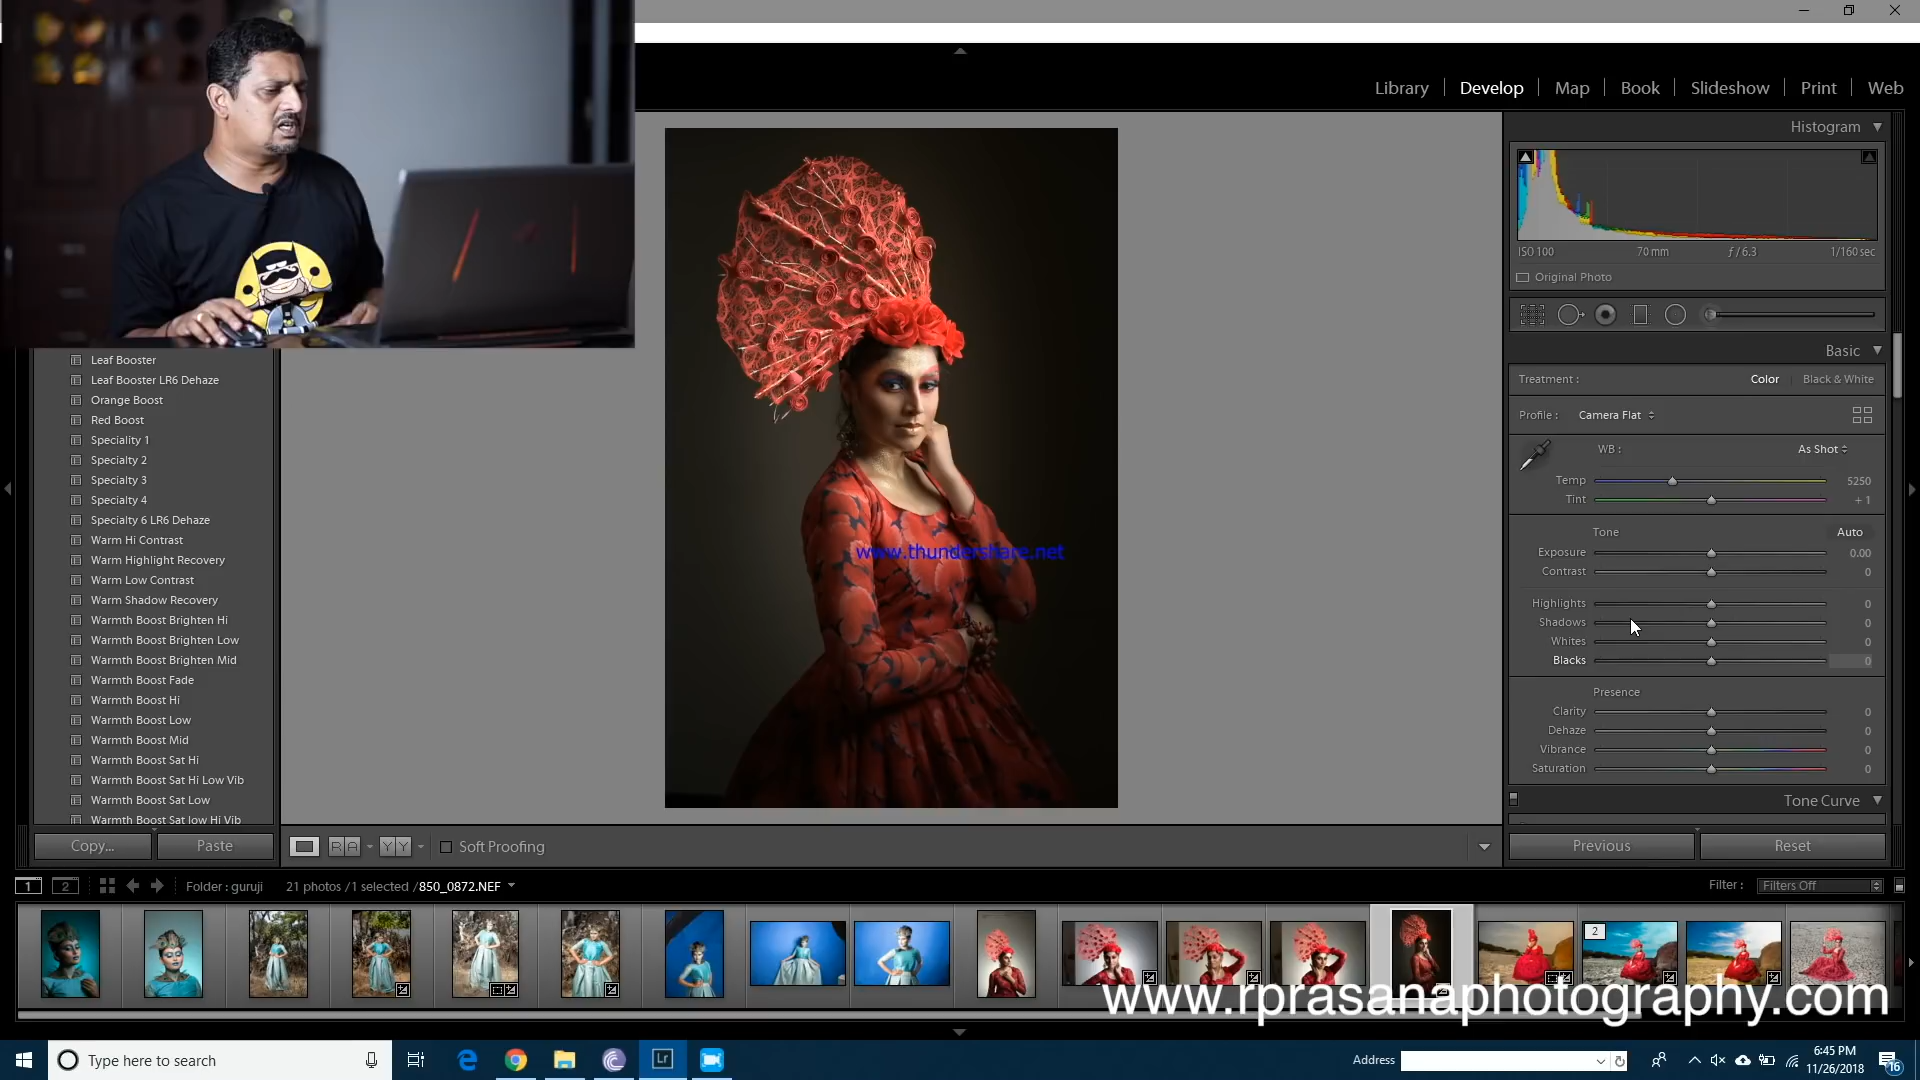 Library | Develop | Map | Book | Slideshow | Print | Web
Histogram
ISO 100 70 mm ƒ / 6.3 1/160 sec
Original Photo
Basic
Treatment : Color | Black & White
Profile : Camera Flat
WB : As Shot
Temp 5250
Tint + 1
Tone Auto
Exposure 0.00
Contrast 0
Highlights 0
Shadows 0
Whites 0
Blacks 0
Presence
Clarity 0
Dehaze 0
Vibrance 0
Saturation 0
Tone Curve
Previous Reset
www.thundershare.net
Leaf Booster
Leaf Booster LR6 Dehaze
Orange Boost
Red Boost
Speciality 1
Specialty 2
Specialty 3
Specialty 4
Specialty 6 LR6 Dehaze
Warm Hi Contrast
Warm Highlight Recovery
Warm Low Contrast
Warm Shadow Recovery
Warmth Boost Brighten Hi
Warmth Boost Brighten Low
Warmth Boost Brighten Mid
Warmth Boost Fade
Warmth Boost Hi
Warmth Boost Low
Warmth Boost Mid
Warmth Boost Sat Hi
Warmth Boost Sat Hi Low Vib
Warmth Boost Sat Low
Warmth Boost Sat low Hi Vib
Copy... Paste
R A Y Y Soft Proofing
1 2 Folder : guruji 21 photos / 1 selected / 850_0872.NEF Filter : Filters Off
2
www.rprasanaphotography.com
Type here to search
Lr
Address
6:45 PM
11/26/2018
16